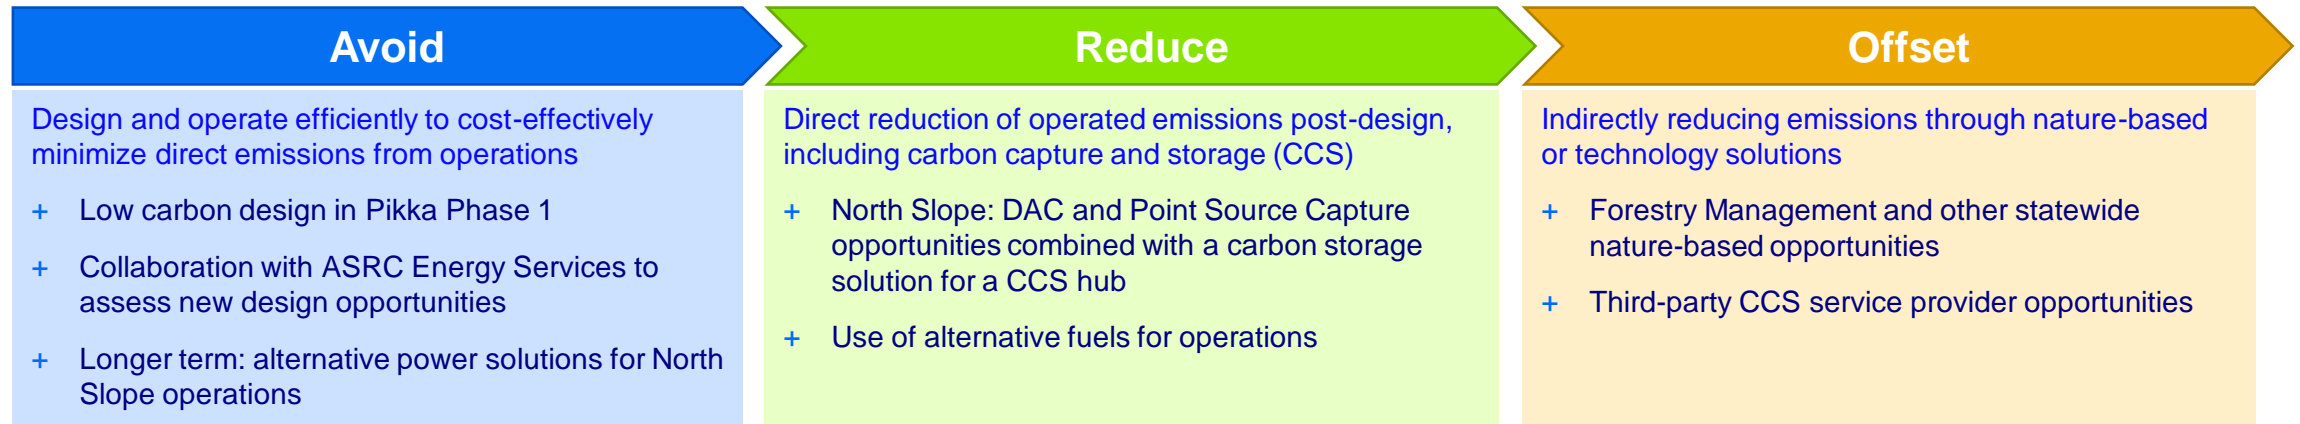 Avoid
Design and operate efficiently to cost-effectively
minimize direct emissions from operations
+ Low carbon design in Pikka Phase 1
+ Collaboration with ASRC Energy Services to
assess new design opportunities
+ Longer term: alternative power solutions for North
Slope operations
Reduce
Direct reduction of operated emissions post-design,
including carbon capture and storage (CCS)
+ North Slope: DAC and Point Source Capture
opportunities combined with a carbon storage
solution for a CCS hub
+ Use of alternative fuels for operations
Offset
Indirectly reducing emissions through nature-based
or technology solutions
+ Forestry Management and other statewide
nature-based opportunities
+ Third-party CCS service provider opportunities